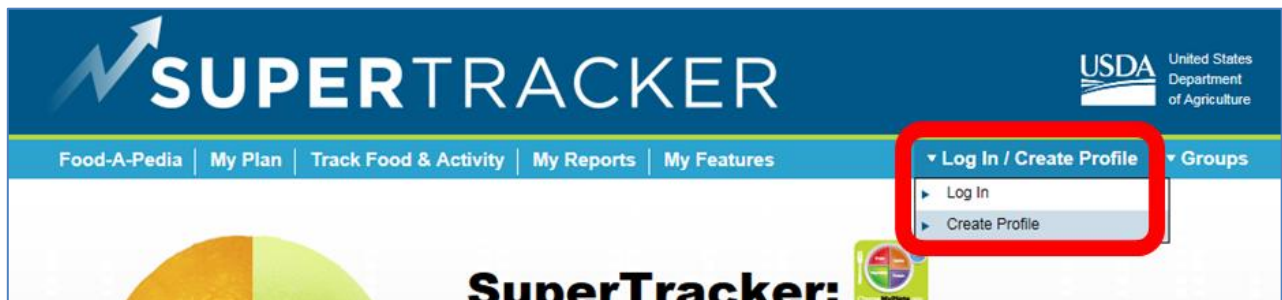 SUPERTRACKER
USDA
United States
Department
of Agriculture
Food-A-Pedia | My Plan | Track Food & Activity | My Reports | My Features
Log In / Create Profile
Groups
Log In
Create Profile
SuperTracker: